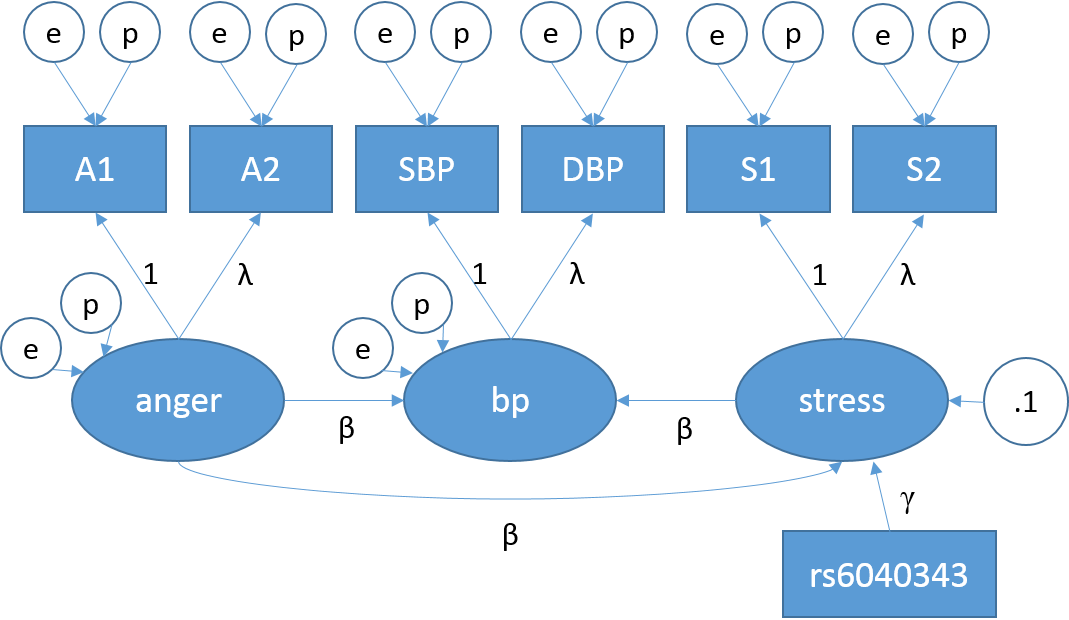 e p e p e p e p e p e p
A1 A2 SBP DBP S1 S2
1 λ 1 λ 1 λ
p p
e e
anger bp stress .1
β β
γ
β
rs6040343